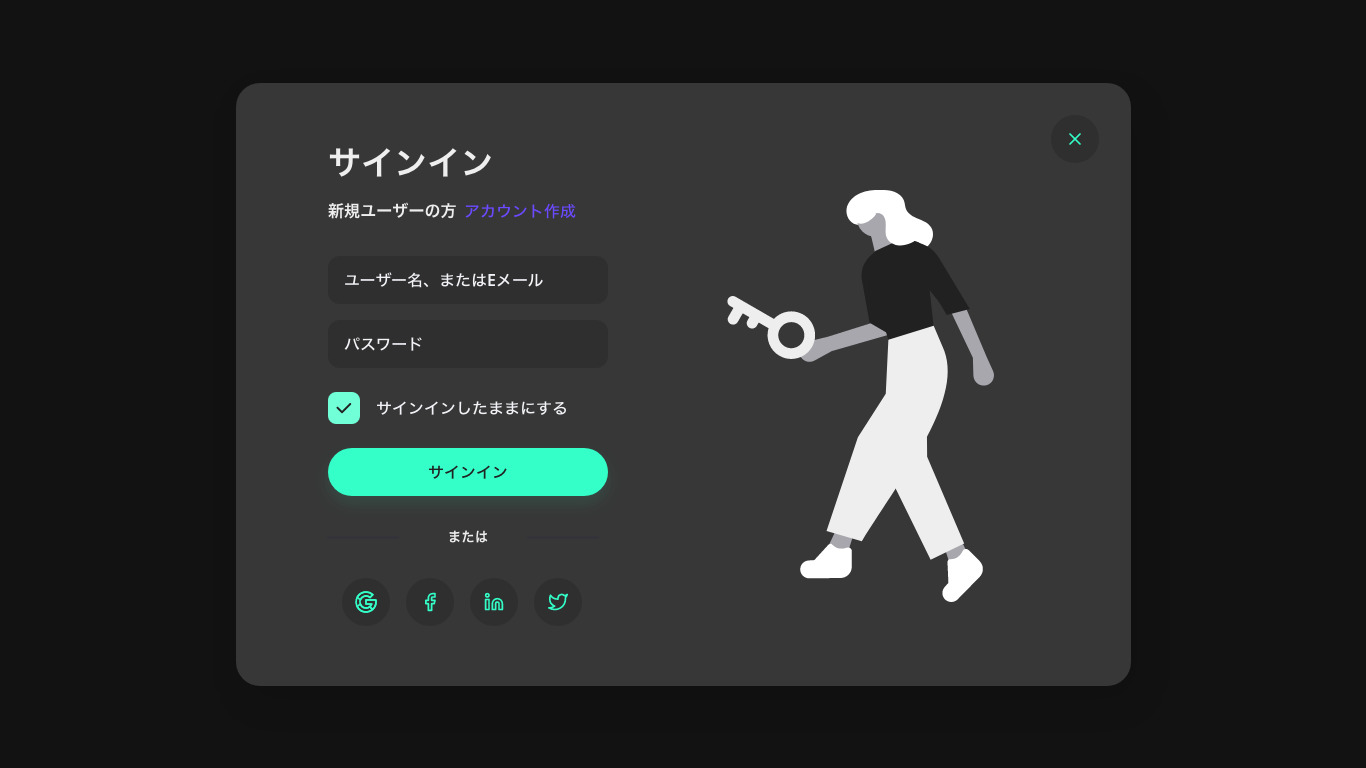 サインイン
新規ユーザーの方 アカウント作成
ユーザー名、またはEメール
パスワード
サインインしたままにする
サインイン
または